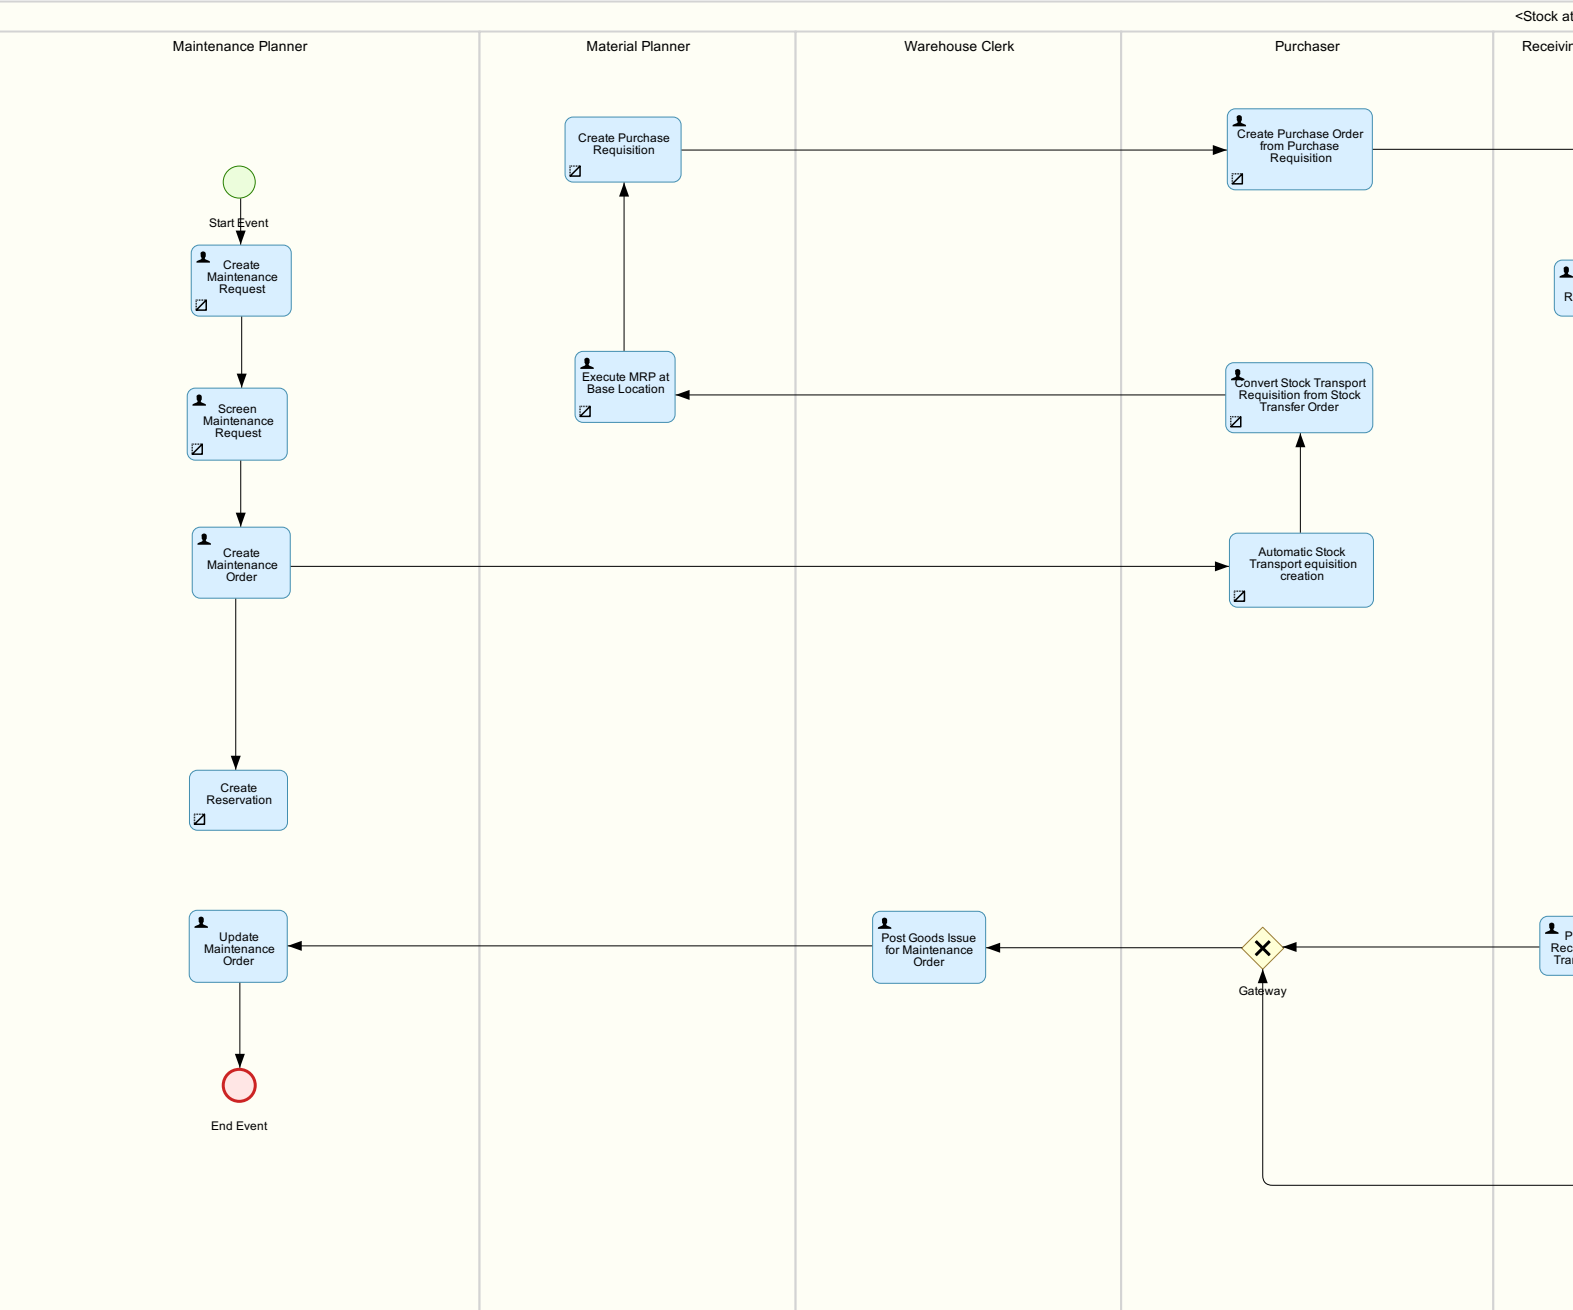 <Stock at
Maintenance Planner
Material Planner
Warehouse Clerk
Purchaser
Receivin
Create Purchase
Requisition
Create Purchase Order
from Purchase
Requisition
Start Event
Create
Maintenance
Request
R
Execute MRP at
Base Location
Convert Stock Transport
Requisition from Stock
Transfer Order
Screen
Maintenance
Request
Create
Maintenance
Order
Automatic Stock
Transport equisition
creation
Create
Reservation
Update
Maintenance
Order
Post Goods Issue
for Maintenance
Order
Gateway
P
Rec
Tra
End Event